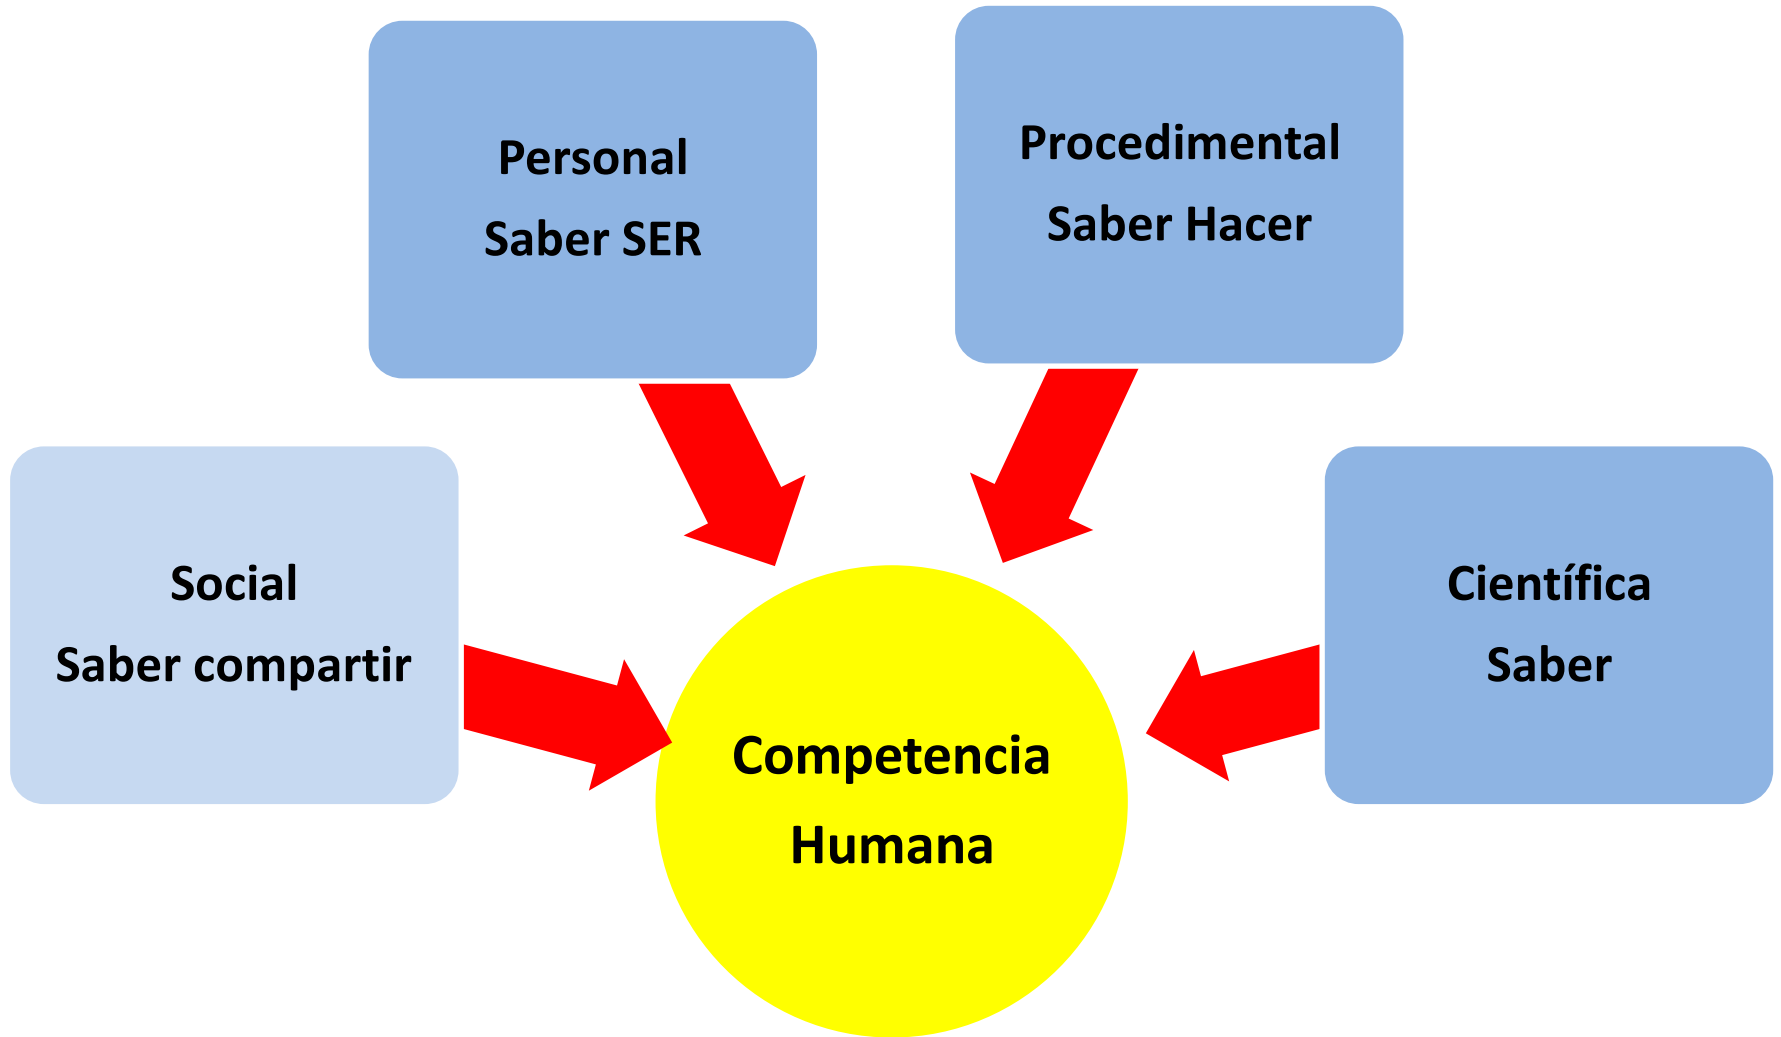 Personal
Saber SER
Procedimental
Saber Hacer
Social
Saber compartir
Científica
Saber
Competencia
Humana